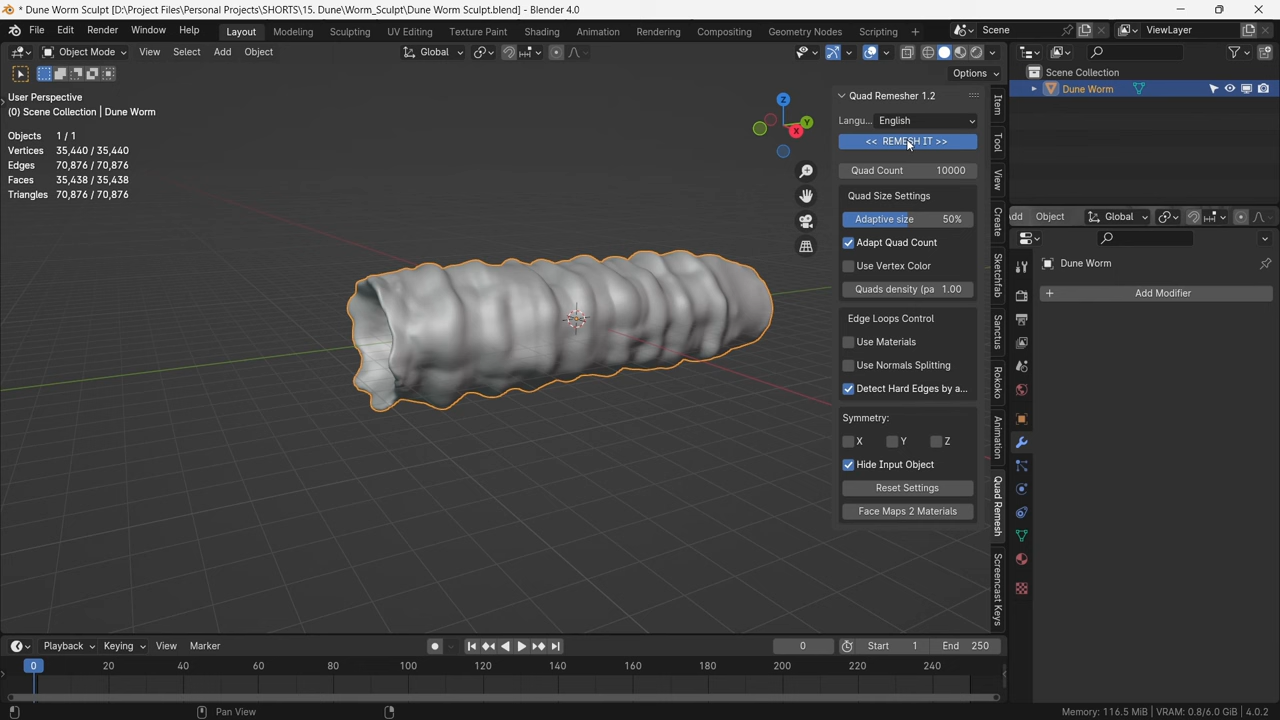 * Dune Worm Sculpt [D:\Project Files\Personal Projects\SHORTS\15. Dune\Worm_Sculpt\Dune Worm Sculpt.blend] - Blender 4.0
File Edit Render Window Help Layout Modeling Sculpting UV Editing Texture Paint Shading Animation Rendering Compositing Geometry Nodes Scripting + Scene ViewLayer
Object Mode View Select Add Object Global
Options
User Perspective
(0) Scene Collection | Dune Worm
Objects 1 / 1
Vertices 35,440 / 35,440
Edges 70,876 / 70,876
Faces 35,438 / 35,438
Triangles 70,876 / 70,876
Z
Y
X
Quad Remesher 1.2
Langu... English
<< REMESH IT >>
Quad Count 10000
Quad Size Settings
Adaptive size 50%
Adapt Quad Count
Use Vertex Color
Quads density (pa 1.00
Edge Loops Control
Use Materials
Use Normals Splitting
Detect Hard Edges by a...
Symmetry:
X Y Z
Hide Input Object
Reset Settings
Face Maps 2 Materials
Item
Tool
View
Create
Sketchfab
Sanctus
Rokoko
Animation
Quad Remesh
Screencast Keys
Scene Collection
Dune Worm
dd Object Global
Dune Worm
+ Add Modifier
Playback Keying View Marker 0 Start 1 End 250
0 20 40 60 80 100 120 140 160 180 200 220 240
Pan View Memory: 116.5 MiB | VRAM: 0.8/6.0 GiB | 4.0.2